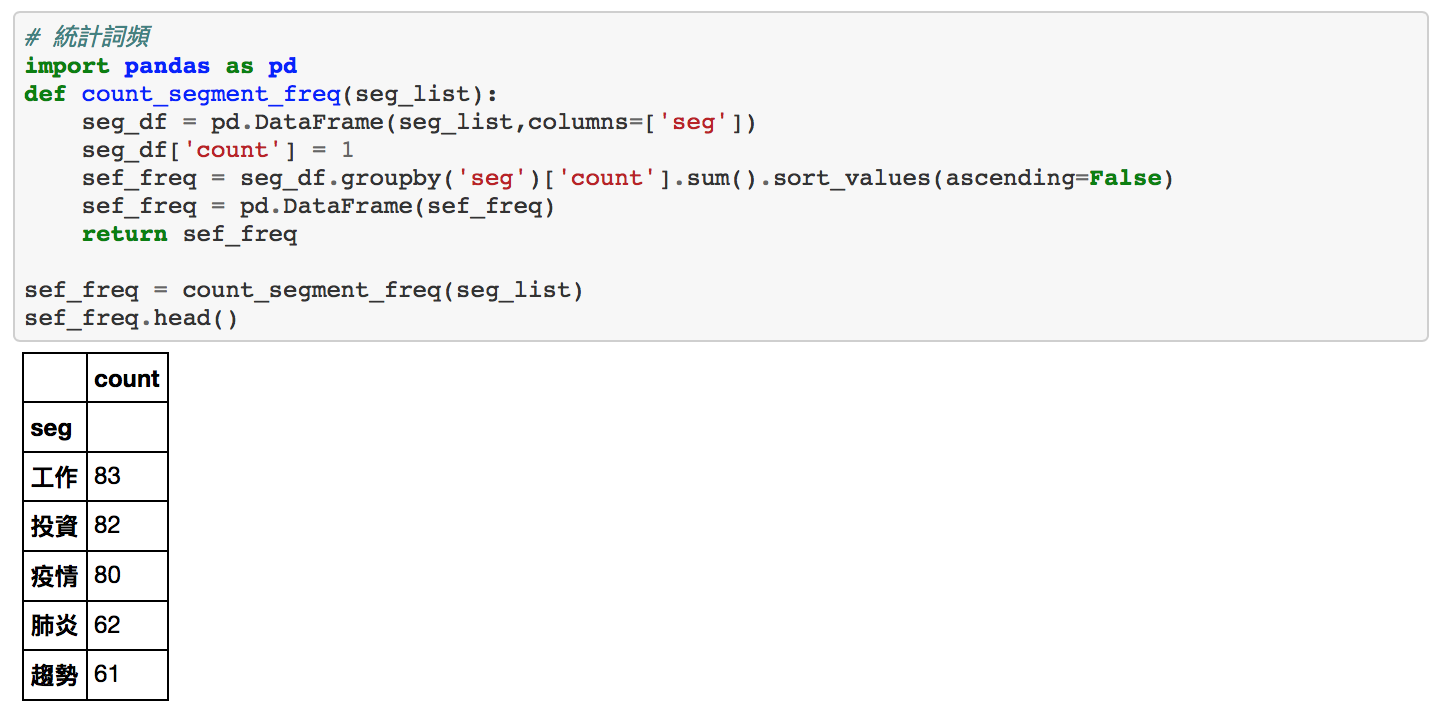 # 統計詞頻
import pandas as pd
def count_segment_freq(seg_list):
    seg_df = pd.DataFrame(seg_list,columns=['seg'])
    seg_df['count'] = 1
    sef_freq = seg_df.groupby('seg')['count'].sum().sort_values(ascending=False)
    sef_freq = pd.DataFrame(sef_freq)
    return sef_freq

sef_freq = count_segment_freq(seg_list)
sef_freq.head()
count
seg
工作 83
投資 82
疫情 80
肺炎 62
趨勢 61